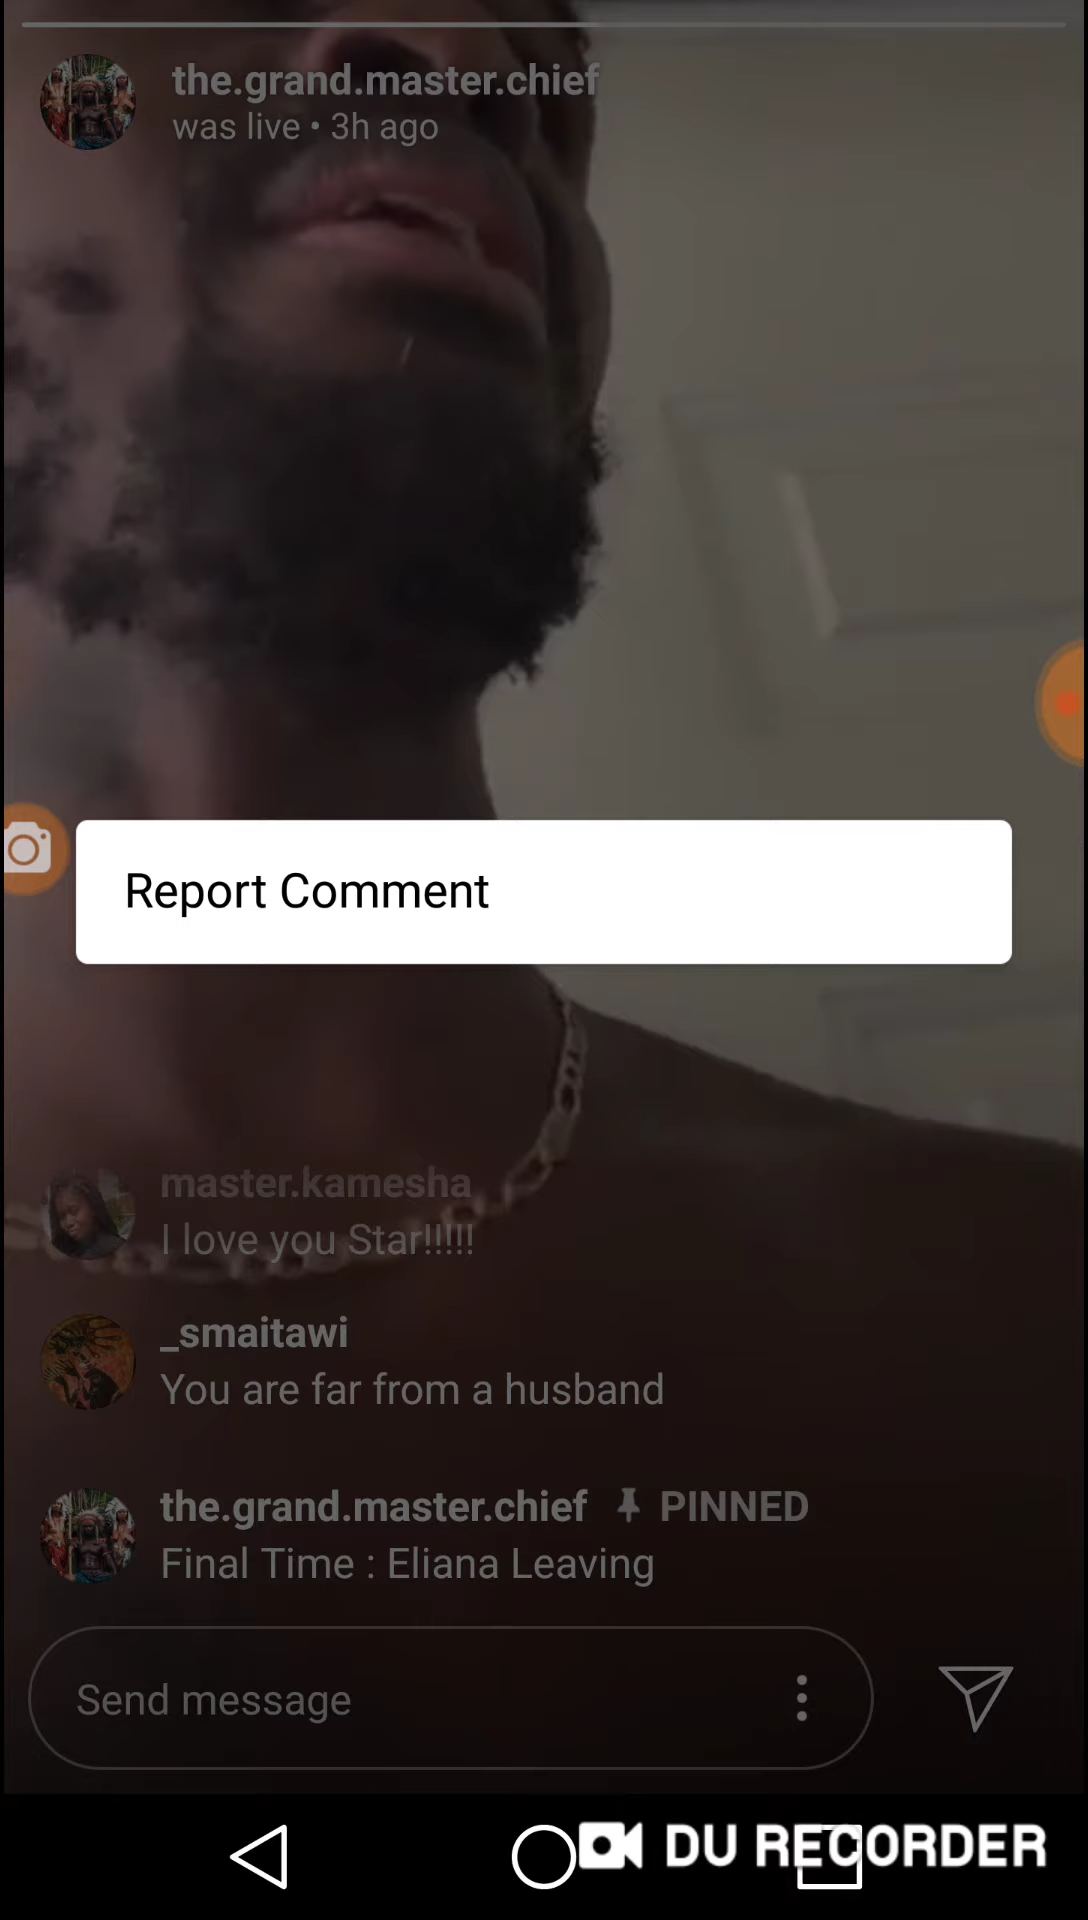 the.grand.master.chief
was live • 3h ago
Report Comment
master.kamesha
I love you Star!!!!!
_smaitawi
You are far from a husband
the.grand.master.chief PINNED
Final Time : Eliana Leaving
Send message
DU RECORDER